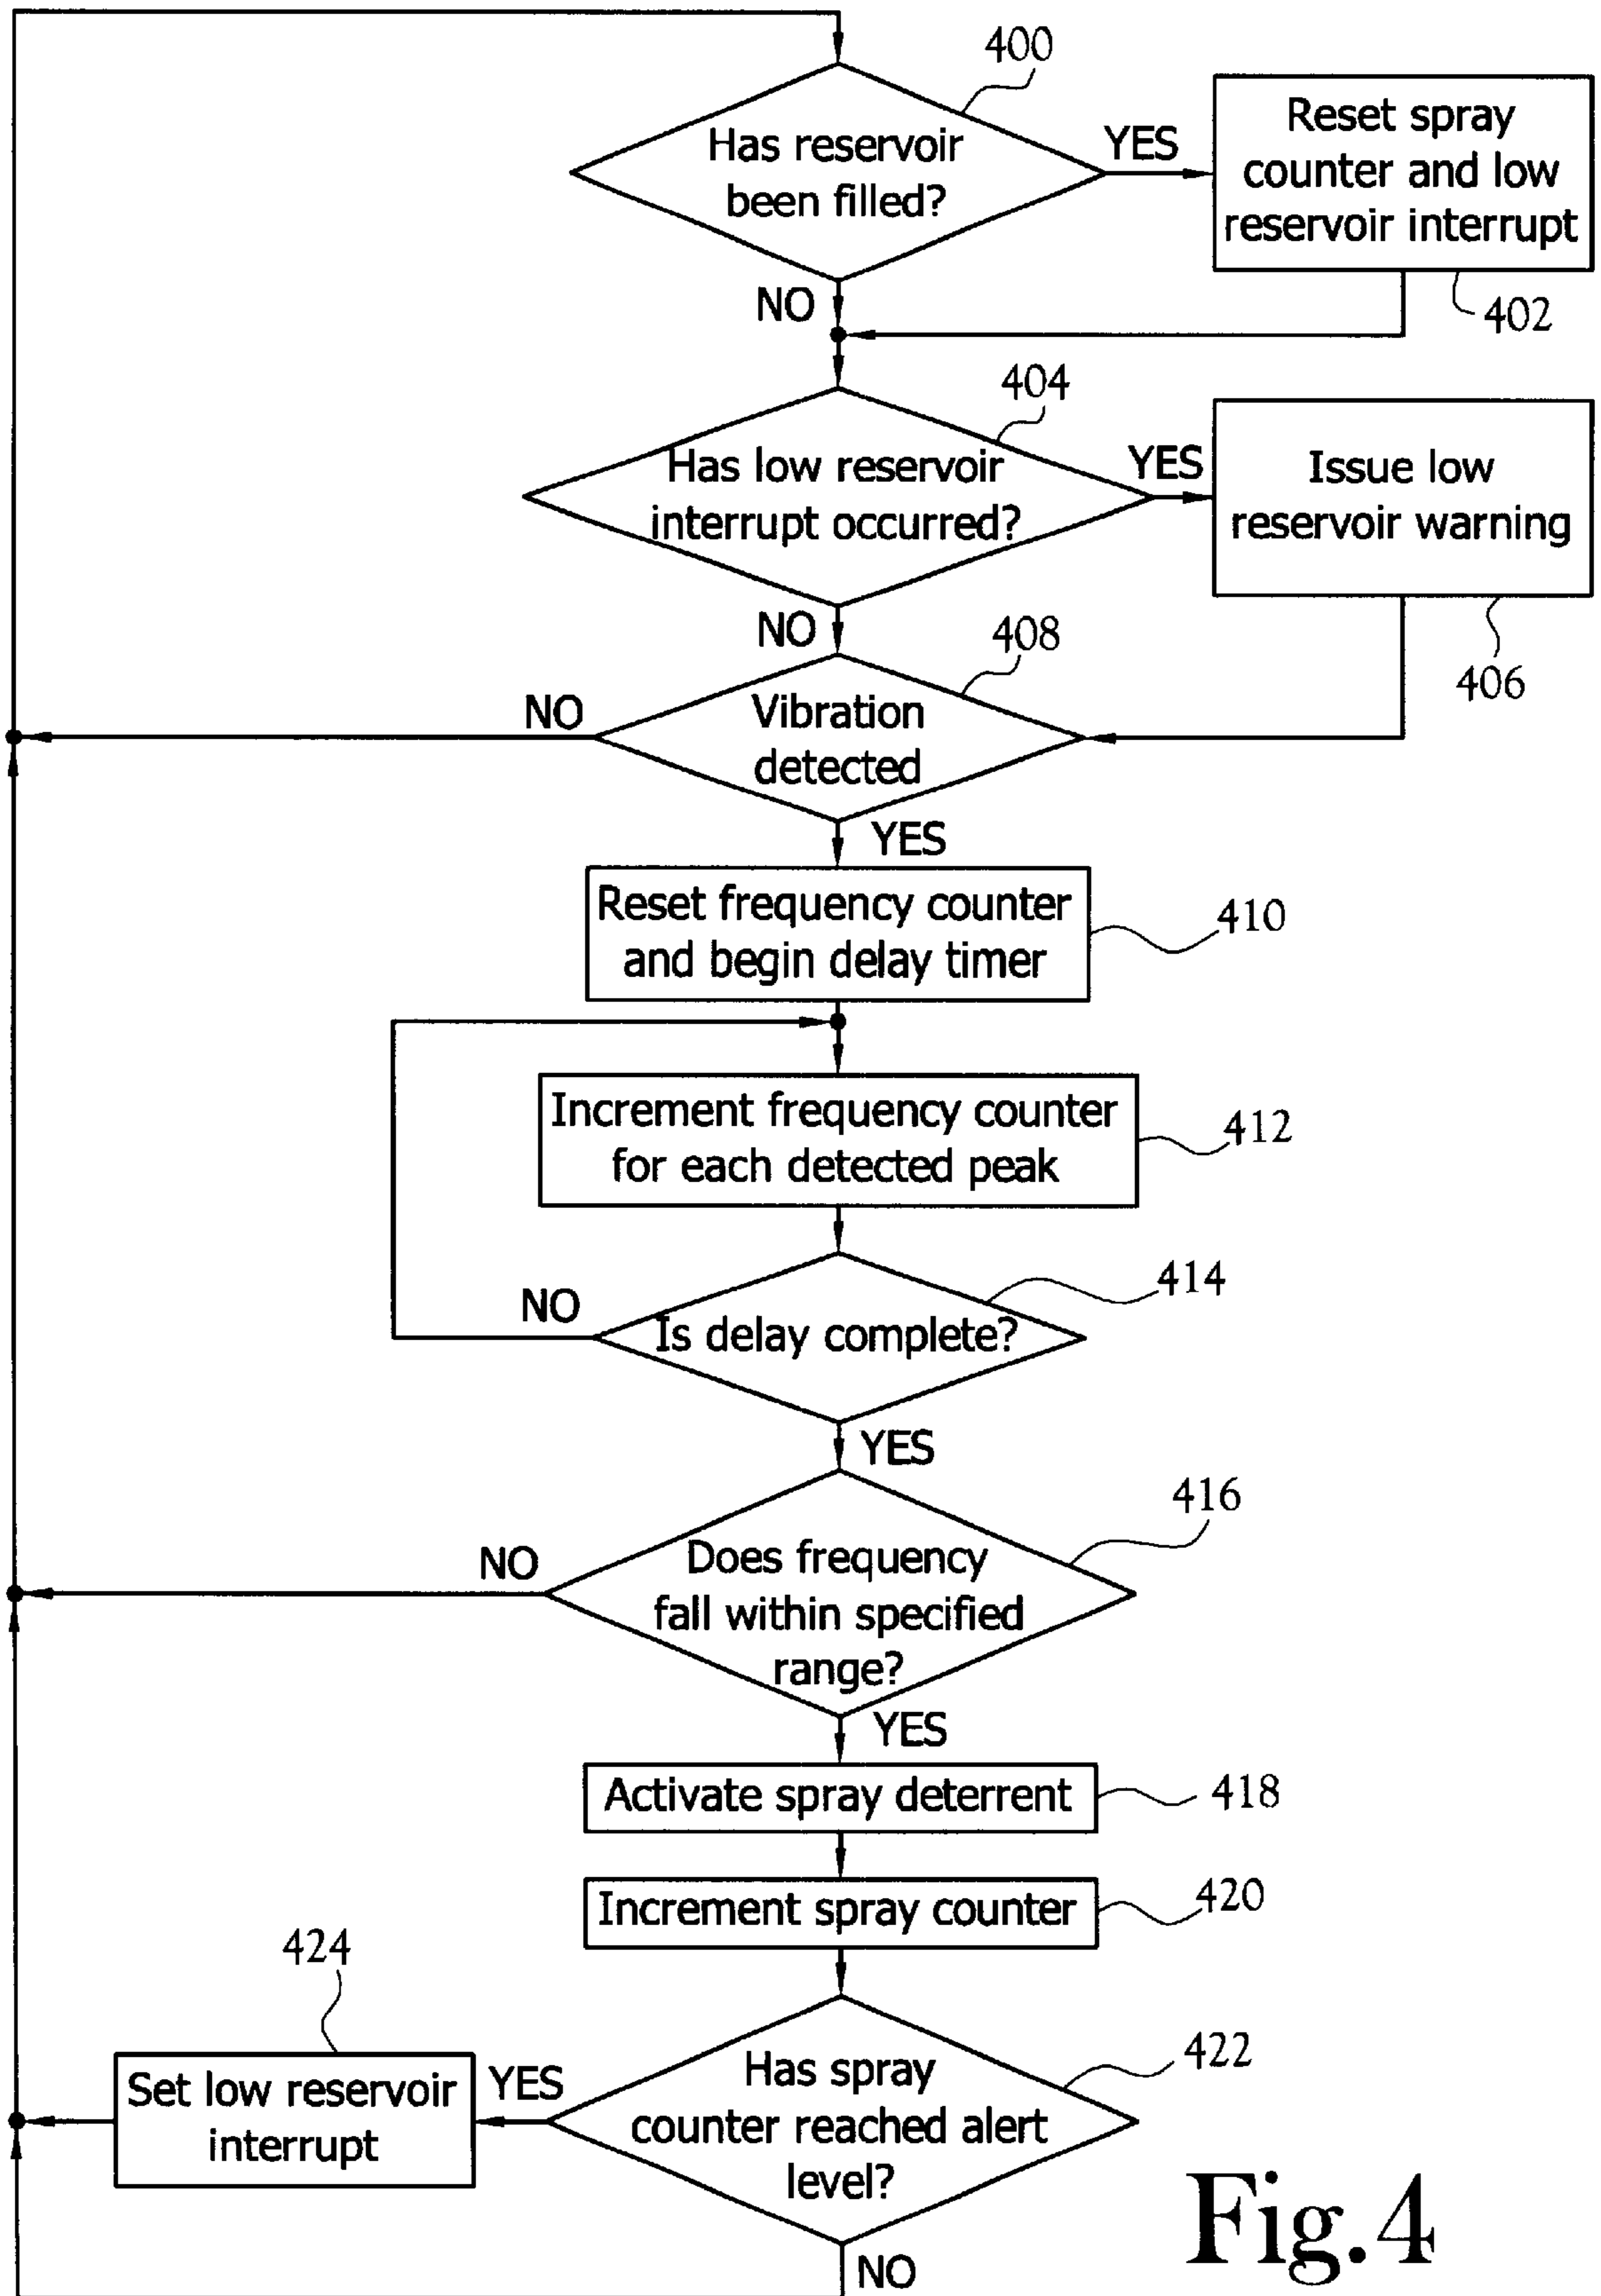 400
Has reservoir
been filled?
YES
Reset spray
counter and low
reservoir interrupt
402
NO
404
Has low reservoir
interrupt occurred?
YES
Issue low
reservoir warning
406
NO
408
Vibration
detected
NO
YES
Reset frequency counter
and begin delay timer
410
Increment frequency counter
for each detected peak
412
414
Is delay complete?
NO
YES
416
Does frequency
fall within specified
range?
NO
YES
Activate spray deterrent
418
Increment spray counter
420
422
Has spray
counter reached alert
level?
YES
424
Set low reservoir
interrupt
NO
Fig.4